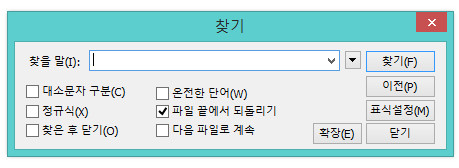 찾기
찾을 말(I):
찾기(F)
대소문자 구분(C)
온전한 단어(W)
이전(P)
정규식(X)
파일 끝에서 되돌리기
표식설정(M)
찾은 후 닫기(O)
다음 파일로 계속
확장(E)
닫기